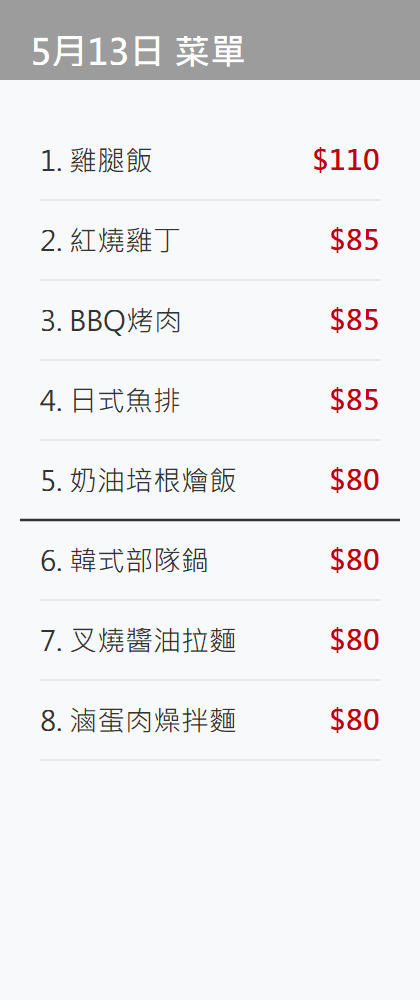 5月13日 菜單
1. 雞腿飯 $110
2. 紅燒雞丁 $85
3. BBQ烤肉 $85
4. 日式魚排 $85
5. 奶油培根燴飯 $80
6. 韓式部隊鍋 $80
7. 叉燒醬油拉麵 $80
8. 滷蛋肉燥拌麵 $80